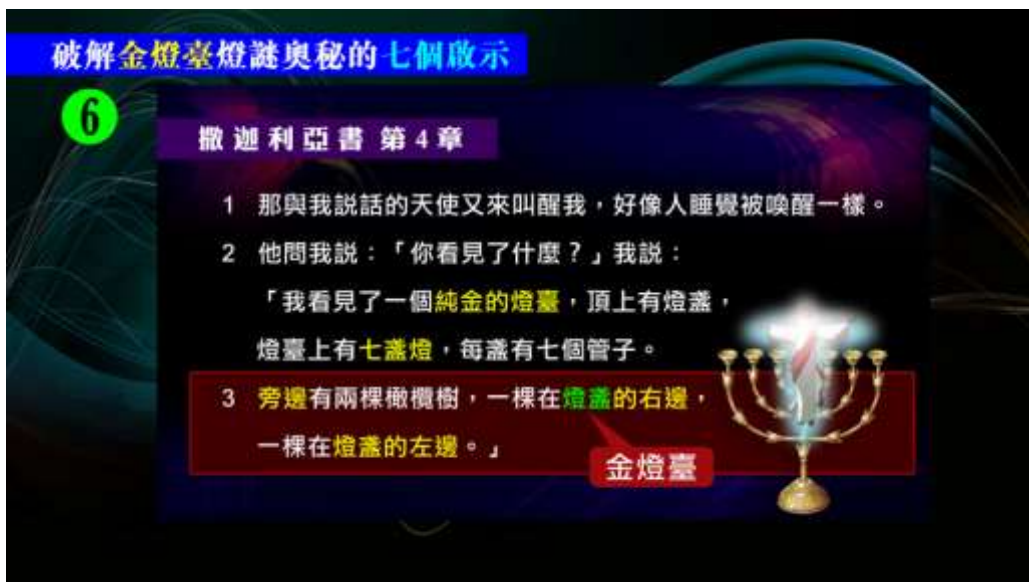 破解金燈臺燈謎奧秘的七個啟示
6
撒迦利亞書 第4章
1 那與我説話的天使又來叫醒我，好像人睡覺被喚醒一樣。
2 他問我説：「你看見了什麼？」我説：
「我看見了一個純金的燈臺，頂上有燈盞，
燈臺上有七盞燈，每盞有七個管子。
3 旁邊有兩棵橄欖樹，一棵在燈盞的右邊，
一棵在燈盞的左邊。」
金燈臺